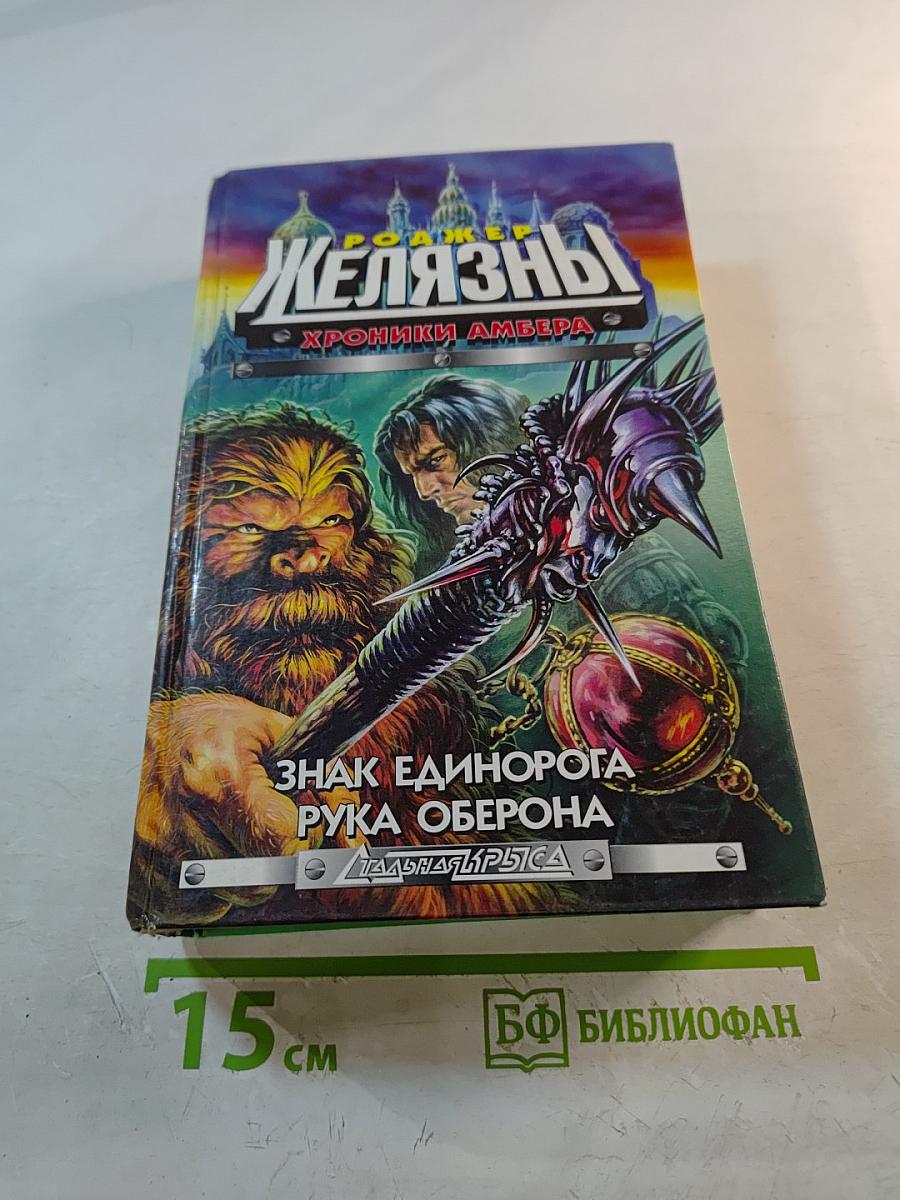 РОДЖЕР
ЖЕЛЯЗНЫ
ХРОНИКИ АМБЕРА
ЗНАК ЕДИНОРОГА
РУКА ОБЕРОНА
СТАЛЬНАЯ КРЫСА
15 см
БФ БИБЛИОФАН